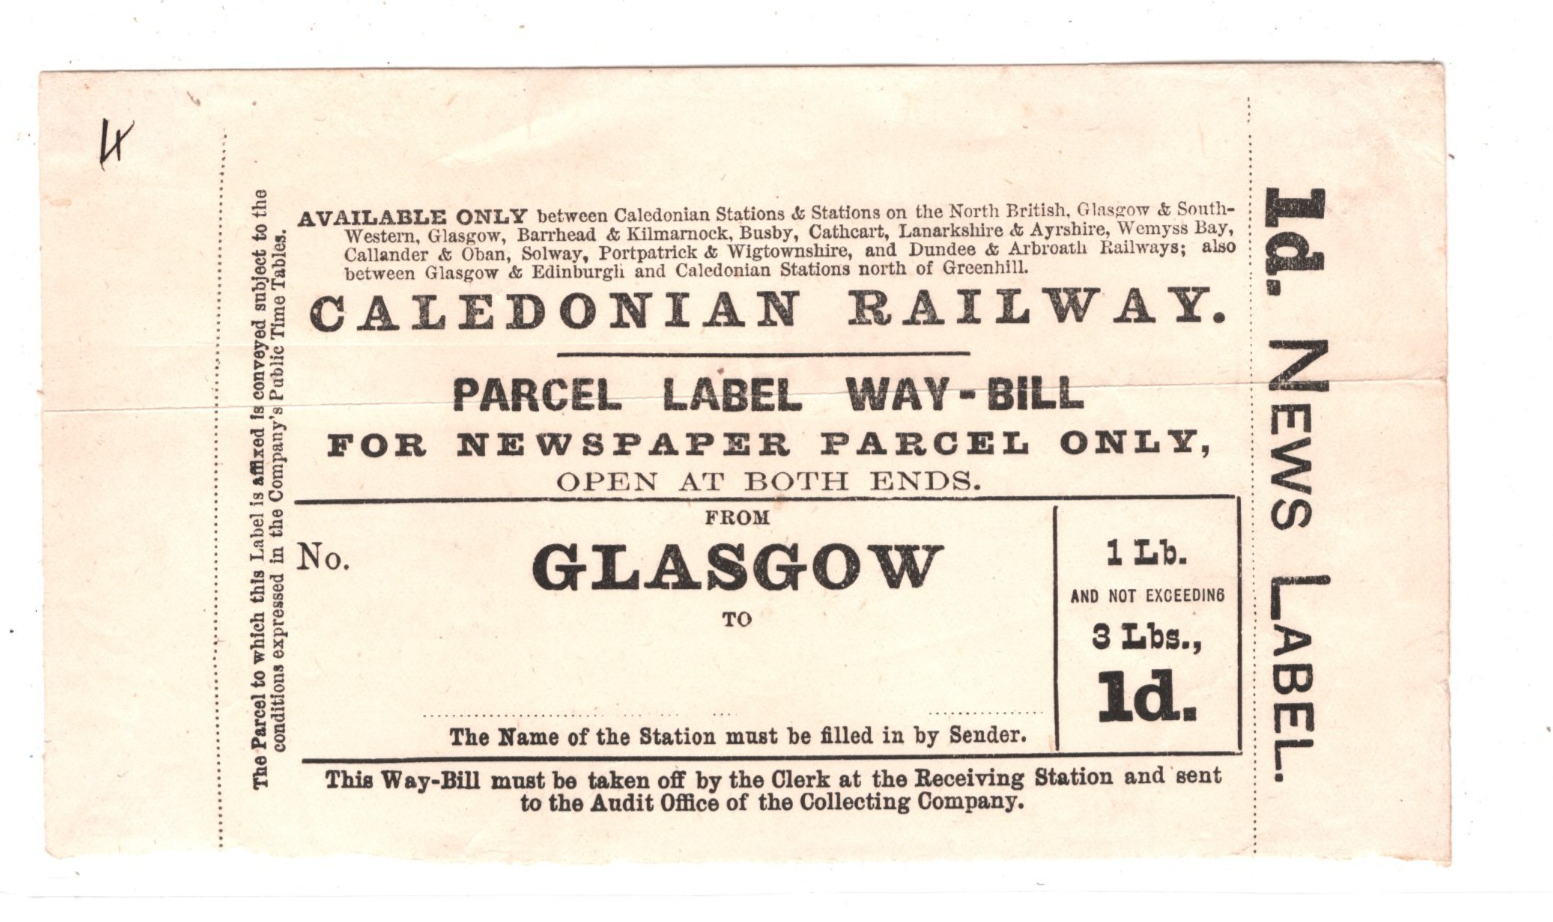 4
The Parcel to which this Label is affixed is conveyed subject to the
conditions expressed in the Company's Public Time Tables.
AVAILABLE ONLY between Caledonian Stations & Stations on the North British, Glasgow & South-
Western, Glasgow, Barrhead & Kilmarnock, Busby, Cathcart, Lanarkshire & Ayrshire, Wemyss Bay,
Callander & Oban, Solway, Portpatrick & Wigtownshire, and Dundee & Arbroath Railways; also
between Glasgow & Edinburgh and Caledonian Stations north of Greenhill.
CALEDONIAN RAILWAY.
PARCEL LABEL WAY-BILL
FOR NEWSPAPER PARCEL ONLY,
OPEN AT BOTH ENDS.
FROM
No.
GLASGOW
TO
The Name of the Station must be filled in by Sender.
1 Lb.
AND NOT EXCEEDING
3 Lbs.,
1d.
This Way-Bill must be taken off by the Clerk at the Receiving Station and sent
to the Audit Office of the Collecting Company.
1d. NEWS LABEL.